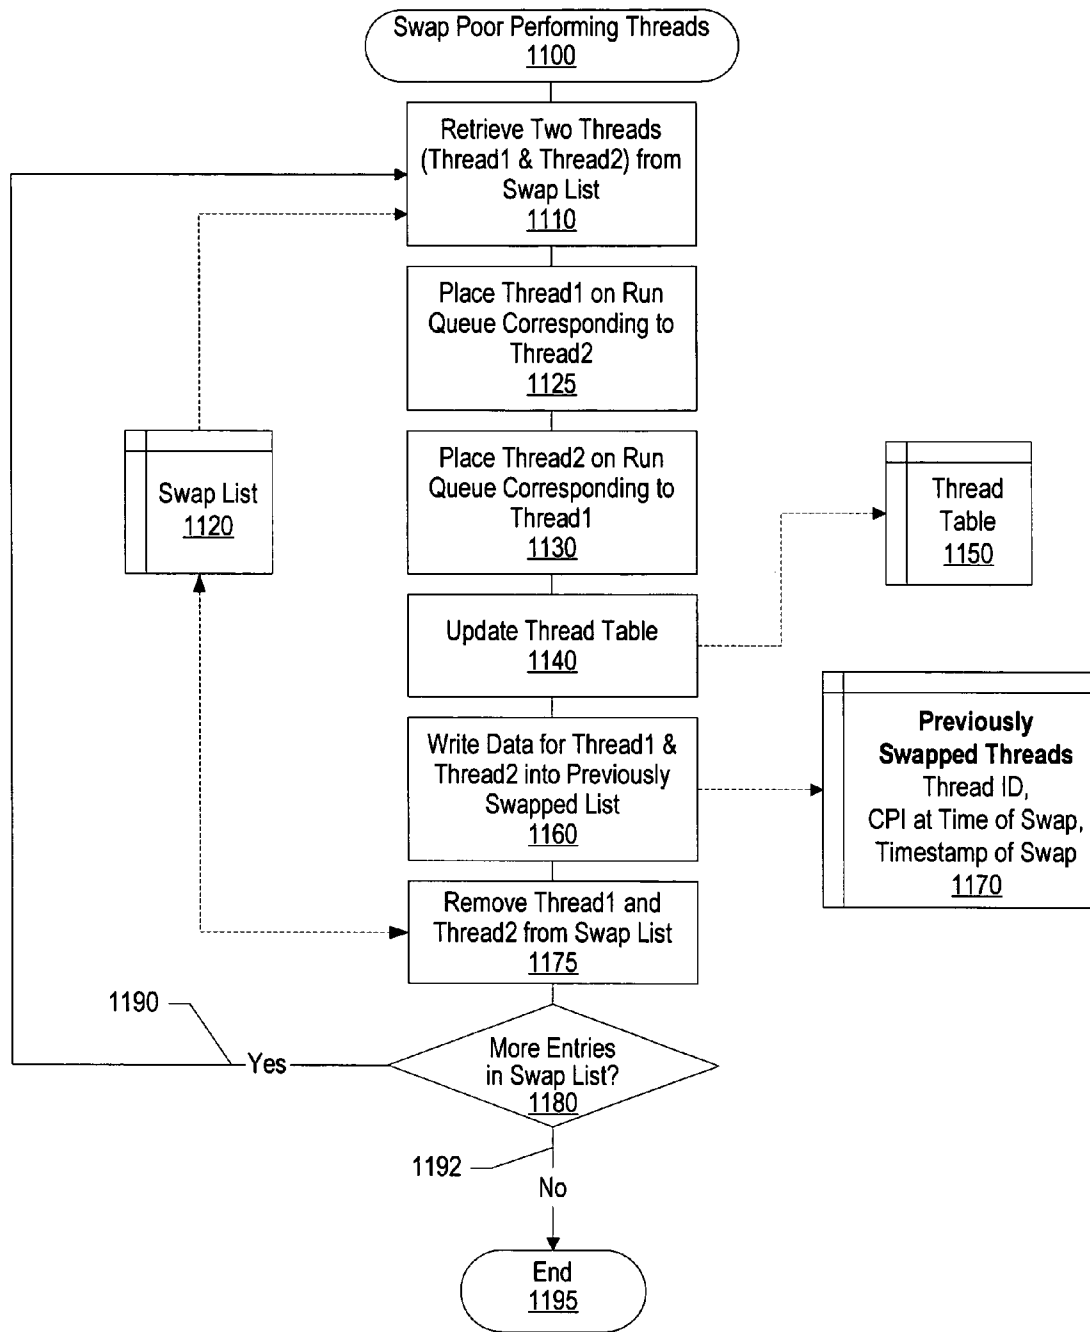 Swap Poor Performing Threads
1100
Retrieve Two Threads
(Thread1 & Thread2) from
Swap List
1110
Place Thread1 on Run
Queue Corresponding to
Thread2
1125
Swap List
1120
Place Thread2 on Run
Queue Corresponding to
Thread1
1130
Thread
Table
1150
Update Thread Table
1140
Write Data for Thread1 &
Thread2 into Previously
Swapped List
1160
Previously
Swapped Threads
Thread ID,
CPI at Time of Swap,
Timestamp of Swap
1170
Remove Thread1 and
Thread2 from Swap List
1175
1190
Yes
More Entries
in Swap List?
1180
1192
No
End
1195